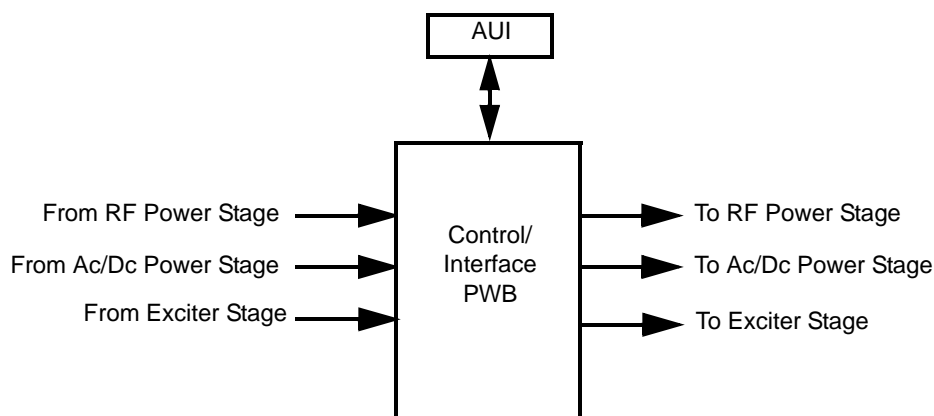 AUI
From RF Power Stage
From Ac/Dc Power Stage
From Exciter Stage
Control/
Interface
PWB
To RF Power Stage
To Ac/Dc Power Stage
To Exciter Stage